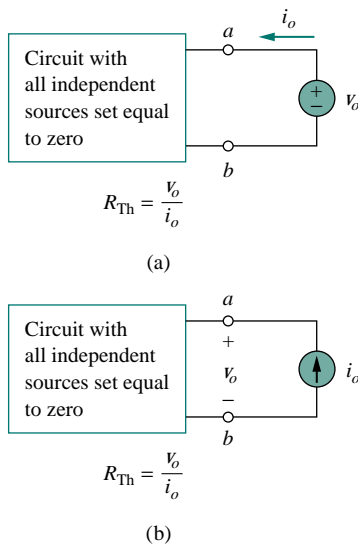 a
i_o
Circuit with
all independent
sources set equal
to zero
+
−
v_o
b
R_Th = v_o / i_o
(a)
a
Circuit with
all independent
sources set equal
to zero
+
v_o
−
i_o
b
R_Th = v_o / i_o
(b)